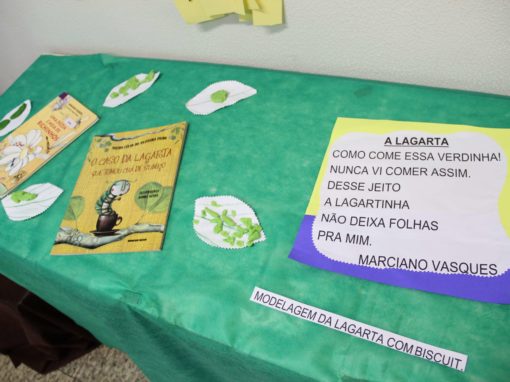 O CASO DA LAGARTA
QUE TOMOU CHÁ DE SUMIÇO
A LAGARTA
COMO COME ESSA VERDINHA!
NUNCA VI COMER ASSIM.
DESSE JEITO
A LAGARTINHA
NÃO DEIXA FOLHAS
PRA MIM.
MARCIANO VASQUES
MODELAGEM DA LAGARTA COM BISCUIT.